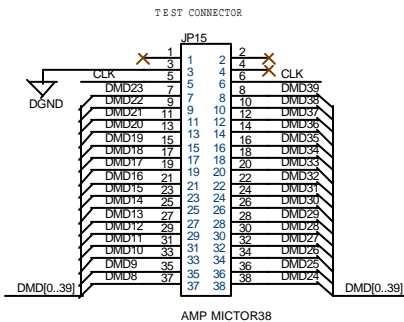 TEST CONNECTOR
JP15
1 1 2 2
3 3 4 4
CLK 5 5 6 6 CLK
DMD23 7 7 8 8 DMD39
DGND
DMD22 9 9 10 10 DMD38
DMD21 11 11 12 12 DMD37
DMD20 13 13 14 14 DMD36
DMD19 15 15 16 16 DMD35
DMD18 17 17 18 18 DMD34
DMD17 19 19 20 20 DMD33
DMD16 21 21 22 22 DMD32
DMD15 23 23 24 24 DMD31
DMD14 25 25 26 26 DMD30
DMD13 27 27 28 28 DMD29
DMD12 29 29 30 30 DMD28
DMD11 31 31 32 32 DMD27
DMD10 33 33 34 34 DMD26
DMD9 35 35 36 36 DMD25
DMD8 37 37 38 38 DMD24
DMD[0..39] DMD[0..39]
AMP MICTOR38